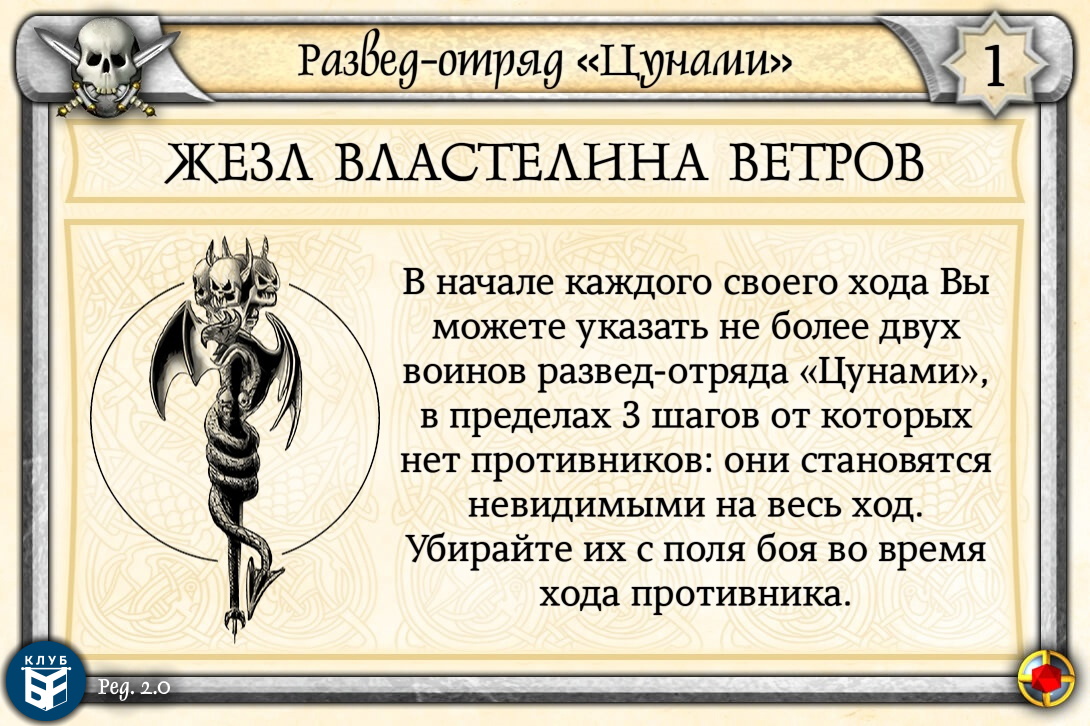 Развед-отряд «Цунами»
1
ЖЕЗЛ ВЛАСТЕЛИНА ВЕТРОВ
В начале каждого своего хода Вы
можете указать не более двух
воинов развед-отряда «Цунами»,
в пределах 3 шагов от которых
нет противников: они становятся
невидимыми на весь ход.
Убирайте их с поля боя во время
хода противника.
КЛУБ
Ред. 2.0